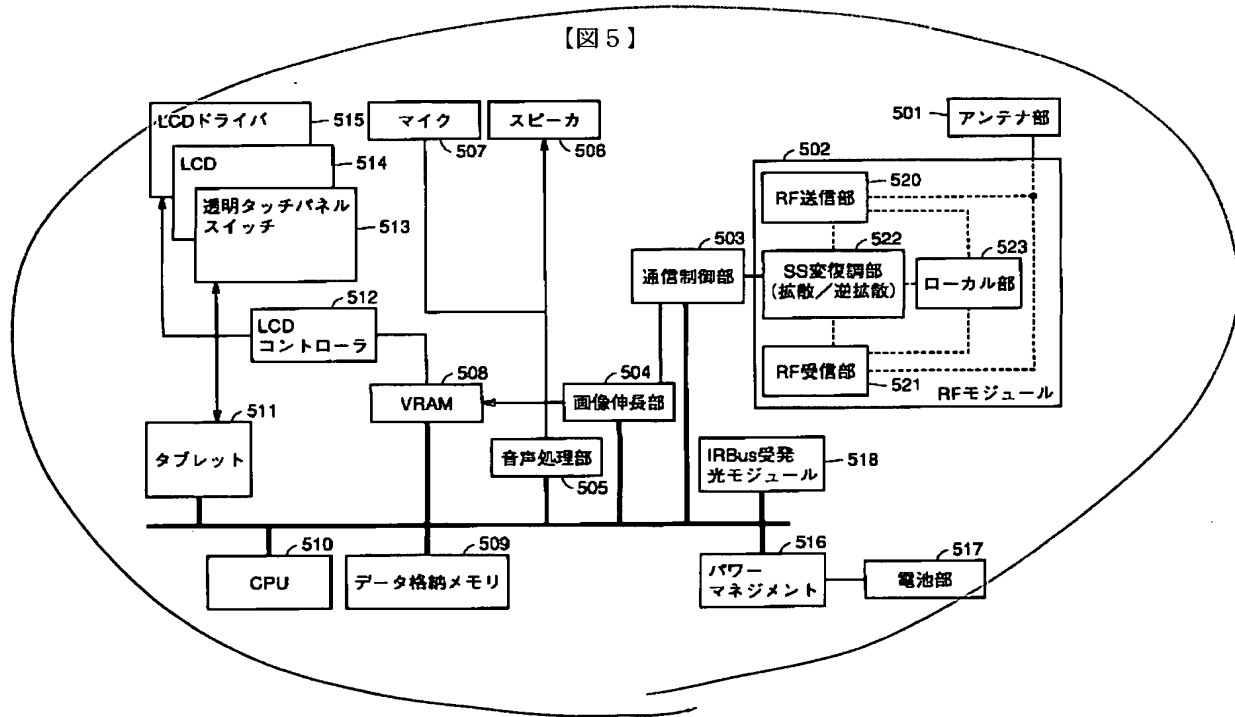 【図5】
LCDドライバ
515
LCD
514
透明タッチパネル
スイッチ
513
マイク
507
スピーカ
506
501
アンテナ部
502
RF送信部
520
503
通信制御部
522
SS変復調部
(拡散/逆拡散)
523
ローカル部
RF受信部
521
RFモジュール
512
LCD
コントローラ
508
VRAM
504
画像伸長部
511
タブレット
音声処理部
505
IRBus受発
光モジュール
518
510
CPU
509
データ格納メモリ
516
パワー
マネジメント
517
電池部